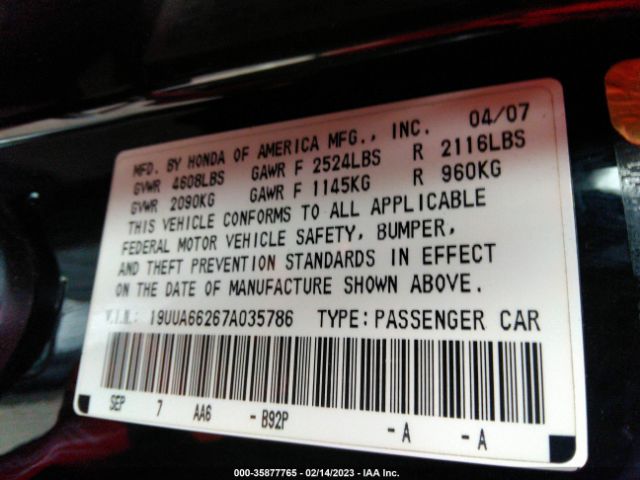 MFD. BY HONDA OF AMERICA MFG., INC. 04/07
GVWR 4608LBS GAWR F 2524LBS R 2116LBS
GVWR 2090KG GAWR F 1145KG R 960KG
THIS VEHICLE CONFORMS TO ALL APPLICABLE
FEDERAL MOTOR VEHICLE SAFETY, BUMPER,
AND THEFT PREVENTION STANDARDS IN EFFECT
ON THE DATE OF MANUFACTURE SHOWN ABOVE.
V.I.N.: 19UUA66267A035786 TYPE:PASSENGER CAR
SEP 7 AA6 - B92P -A -A
000-35877765 - 02/14/2023 - IAA Inc.